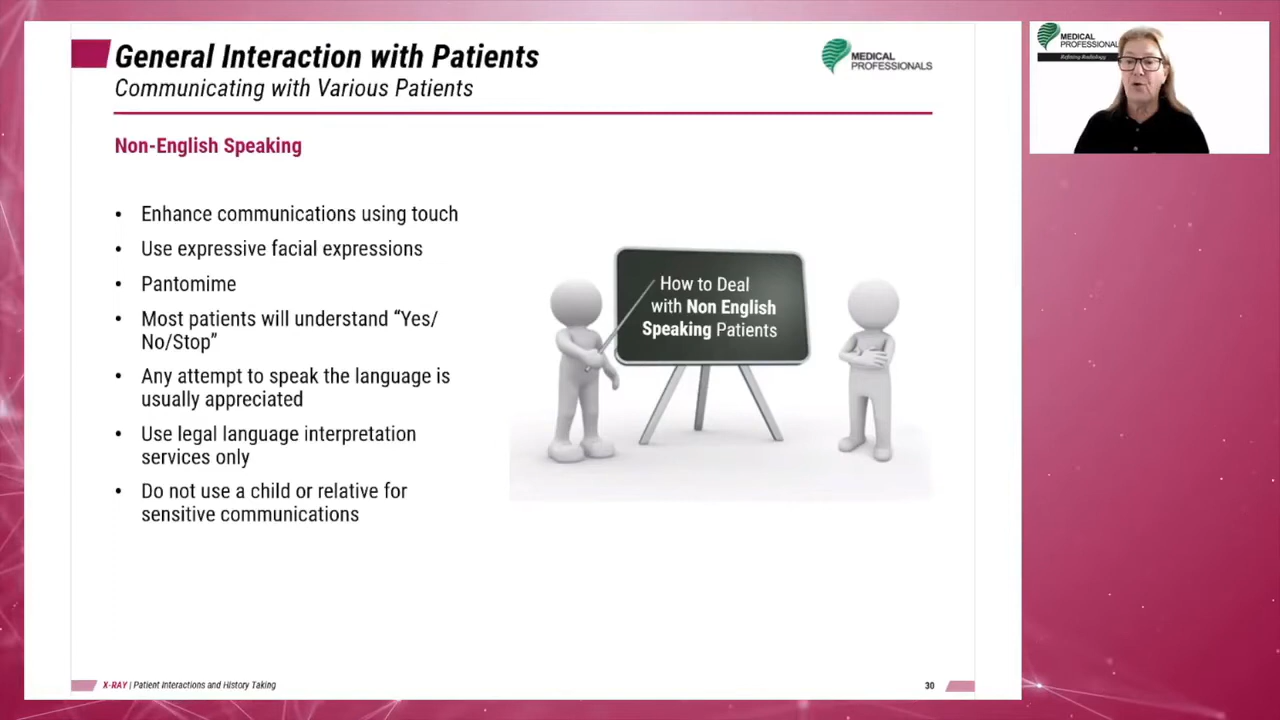 General Interaction with Patients
Communicating with Various Patients
MEDICAL
PROFESSIONALS
Non-English Speaking
• Enhance communications using touch
• Use expressive facial expressions
• Pantomime
• Most patients will understand “Yes/
No/Stop”
• Any attempt to speak the language is
usually appreciated
• Use legal language interpretation
services only
• Do not use a child or relative for
sensitive communications
How to Deal
with Non English
Speaking Patients
X-RAY | Patient Interactions and History Taking
30
MEDICAL
PROFESSIONAL
Refining Radiology